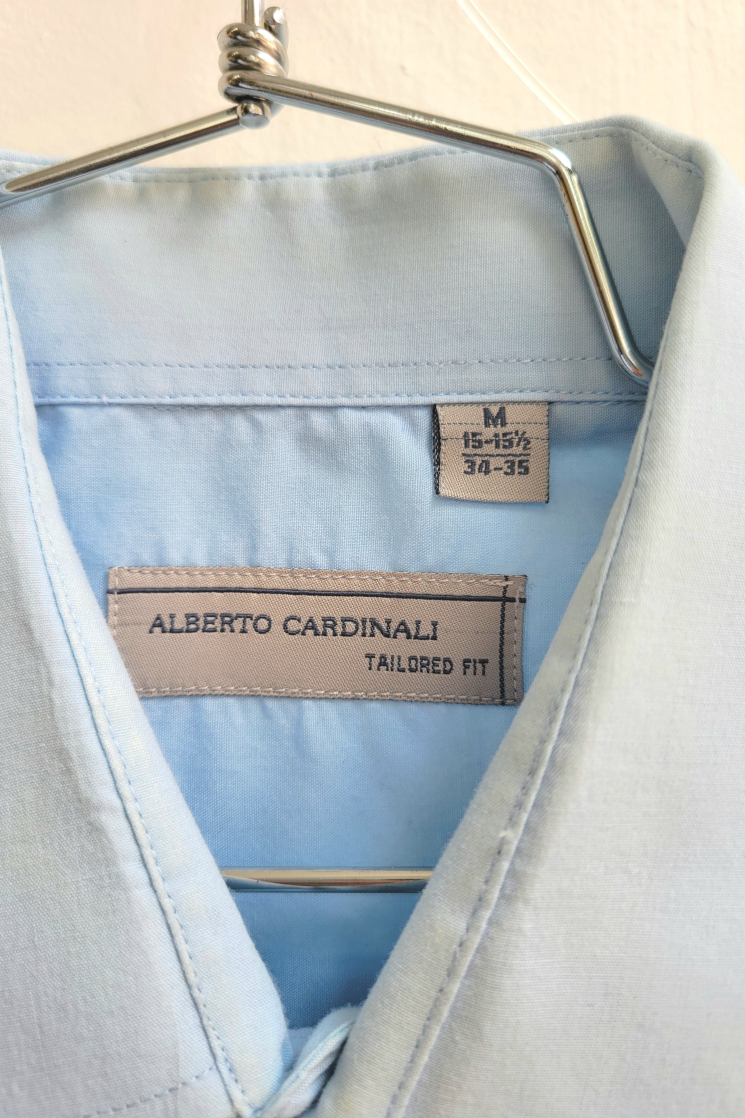 M
15-15½
34-35
ALBERTO CARDINALI
TAILORED FIT